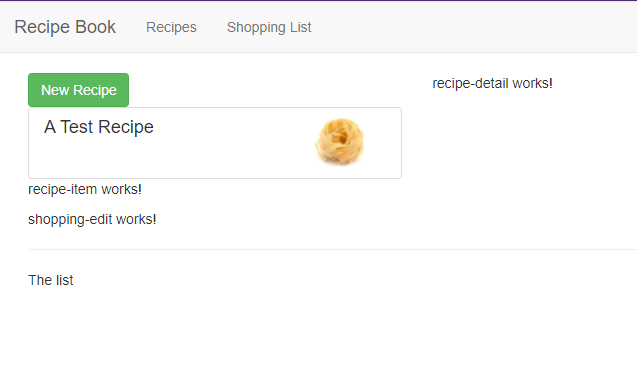 Recipe Book Recipes Shopping List
New Recipe
recipe-detail works!
A Test Recipe
recipe-item works!
shopping-edit works!
The list